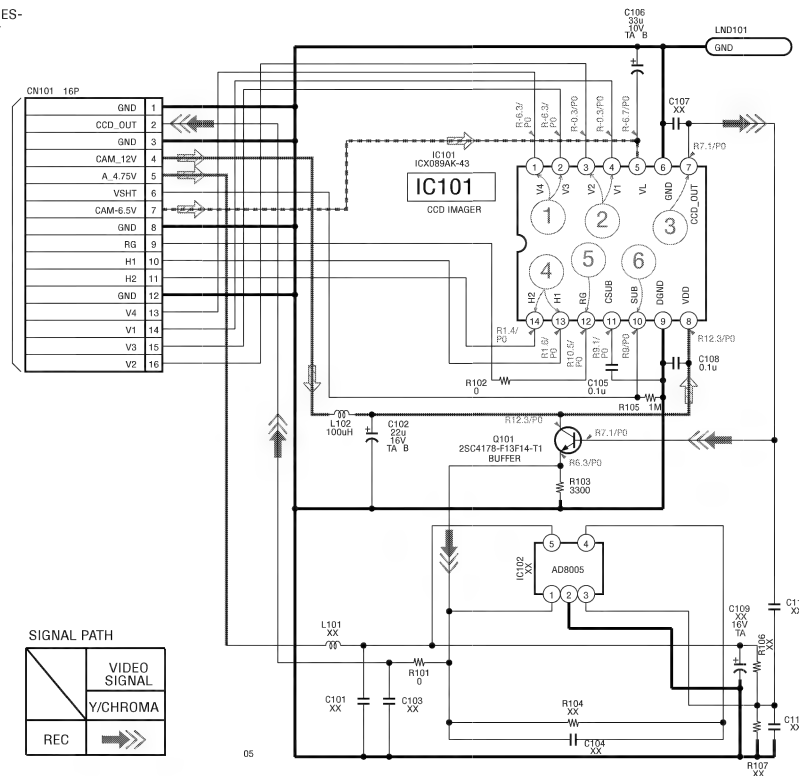 ES-
C106
33u
10V
TA B
LND101
GND
CN101 16P
GND 1
CCD_OUT 2
GND 3
CAM_12V 4
A_4.75V 5
VSHT 6
CAM-6.5V 7
GND 8
RG 9
H1 10
H2 11
GND 12
V4 13
V1 14
V3 15
V2 16
C107
XX
R-6.3/
P0
R-6.3/
P0
R-0.3/P0
R-0.3/P0
R-6.7/P0
R7.1/P0
IC101
ICX089AK-43
IC101
CCD IMAGER
1 2 3 4 5 6 7
V4 V3 V2 V1 VL GND CCD_OUT
1 2 3
4 5 6
H2 H1 RG CSUB SUB DGND VDD
14 13 12 11 10 9 8
R1.4/
P0
R1.6/
P0
R10.5/
P0
R9.1/
P0
R9/P0
R12.3/P0
R102
0
C105
0.1u
R105 1M
C108
0.1u
L102
100uH
C102
22u
16V
TA B
R12.3/P0
Q101
2SC4178-F13F14-T1
BUFFER
R7.1/P0
R6.3/P0
R103
3300
IC102
XX
5 4
AD8005
1 2 3
L101
XX
R101
0
C101
XX
C103
XX
R104
XX
C104
XX
C109
XX
16V
TA
R106
XX
R107
XX
C11
XX
C11
XX
SIGNAL PATH
VIDEO
SIGNAL
Y/CHROMA
REC
05